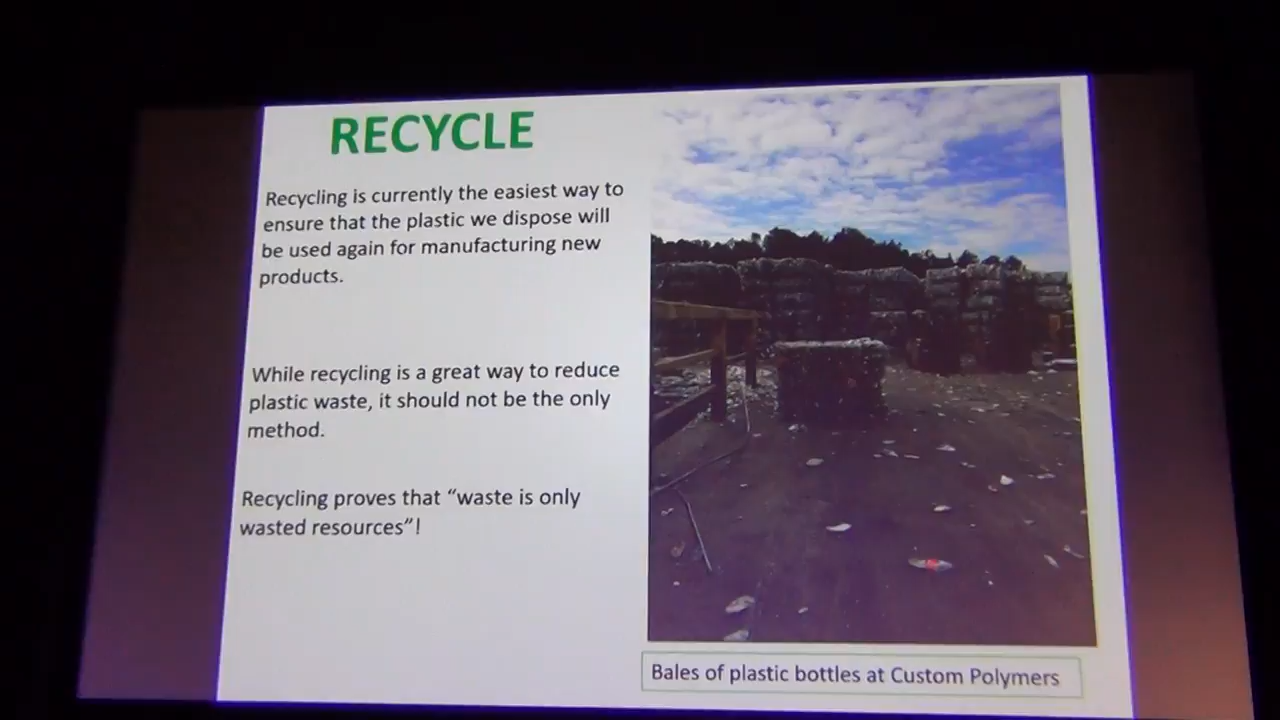 RECYCLE
Recycling is currently the easiest way to
ensure that the plastic we dispose will
be used again for manufacturing new
products.
While recycling is a great way to reduce
plastic waste, it should not be the only
method.
Recycling proves that “waste is only
wasted resources”!
Bales of plastic bottles at Custom Polymers